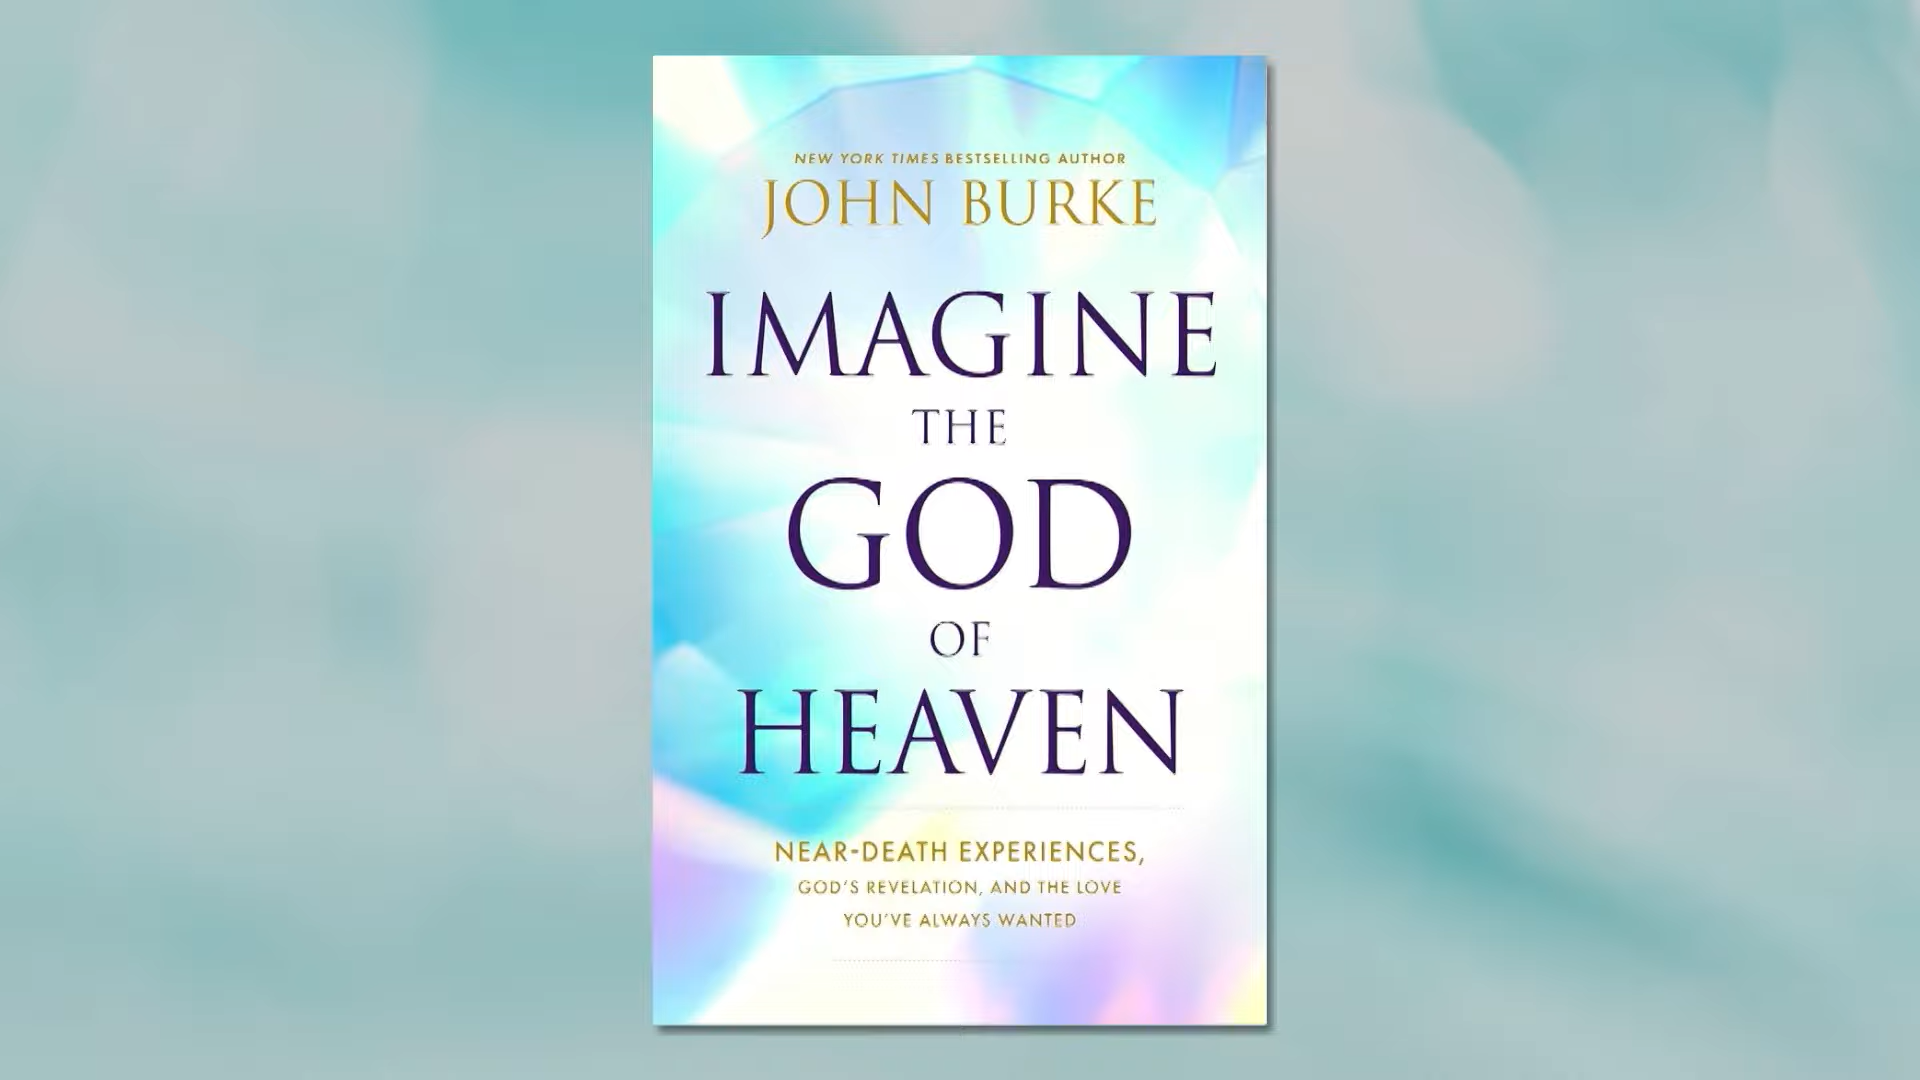 NEW YORK TIMES BESTSELLING AUTHOR
JOHN BURKE
IMAGINE
THE
GOD
OF
HEAVEN
NEAR-DEATH EXPERIENCES,
GOD'S REVELATION, AND THE LOVE
YOU'VE ALWAYS WANTED